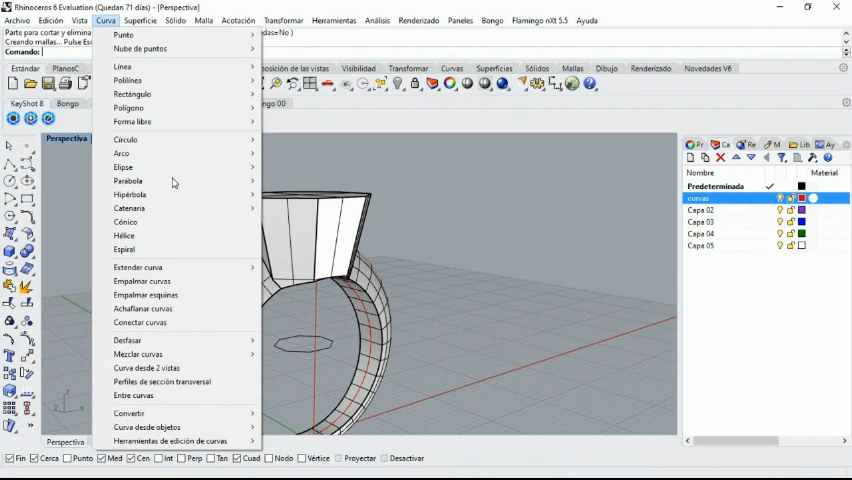 Rhinoceros 6 Evaluation (Quedan 71 días) - [Perspectiva]
Archivo Edición Vista Curva Superficie Sólido Malla Acotación Transformar Herramientas Análisis Renderizado Paneles Bongo Flamingo nXt 5.5 Ayuda
Parte para cortar y elimina
adas=No )
Creando mallas... Pulse Esc
Comando:
Estándar PlanosC
posición de las vistas Visibilidad Transformar Curvas Superficies Sólidos Mallas Dibujo Renderizado Novedades V6
KeyShot 8 Bongo
ngo 00
Perspectiva
Punto
Nube de puntos
Línea
Polilínea
Rectángulo
Polígono
Forma libre
Círculo
Arco
Elipse
Parábola
Hipérbola
Catenaria
Cónico
Hélice
Espiral
Extender curva
Empalmar curvas
Empalmar esquinas
Achaflanar curvas
Conectar curvas
Desfasar
Mezclar curvas
Curva desde 2 vistas
Perfiles de sección transversal
Entre curvas
Convertir
Curva desde objetos
Herramientas de edición de curvas
Pr Ca Re M Lib Ay
Nombre Material
Predeterminada
curvas
Capa 02
Capa 03
Capa 04
Capa 05
z
x
Perspectiva
Fin Cerca Punto Med Cen Int Perp Tan Cuad Nodo Vértice Proyectar Desactivar